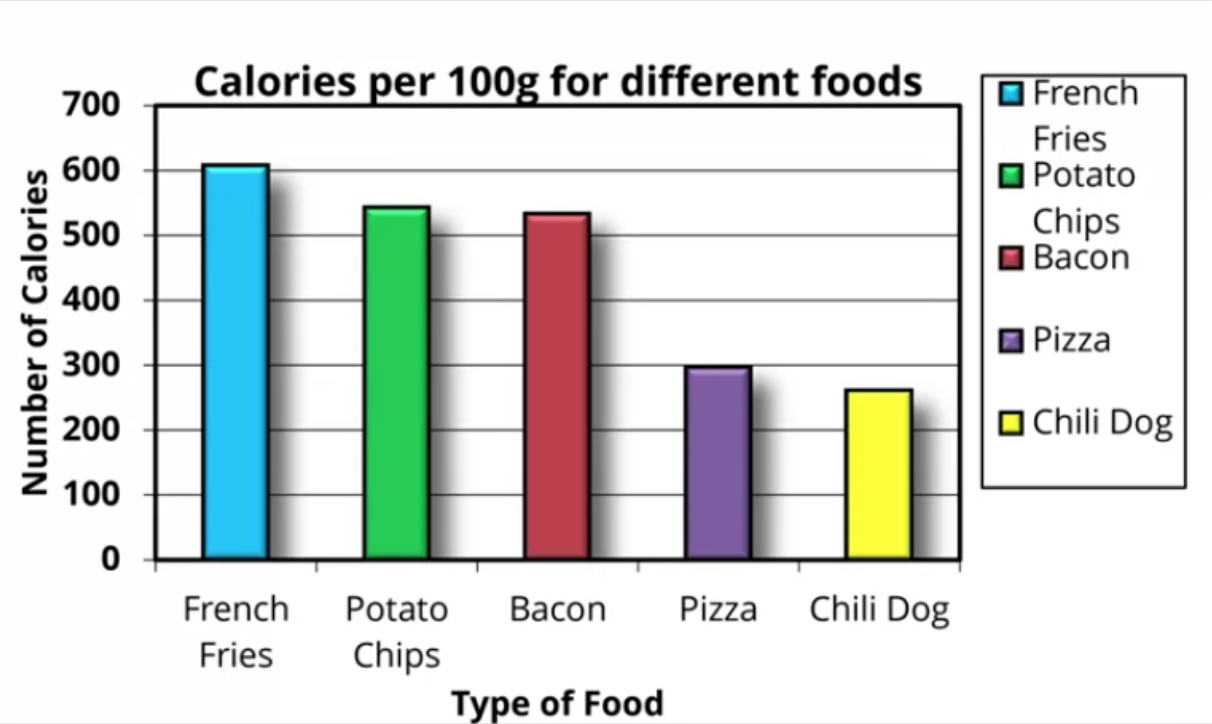 Calories per 100g for different foods
700
600
500
400
300
200
100
0
Number of Calories
French
Fries
Potato
Chips
Bacon
Pizza
Chili Dog
Type of Food
French
Fries
Potato
Chips
Bacon
Pizza
Chili Dog